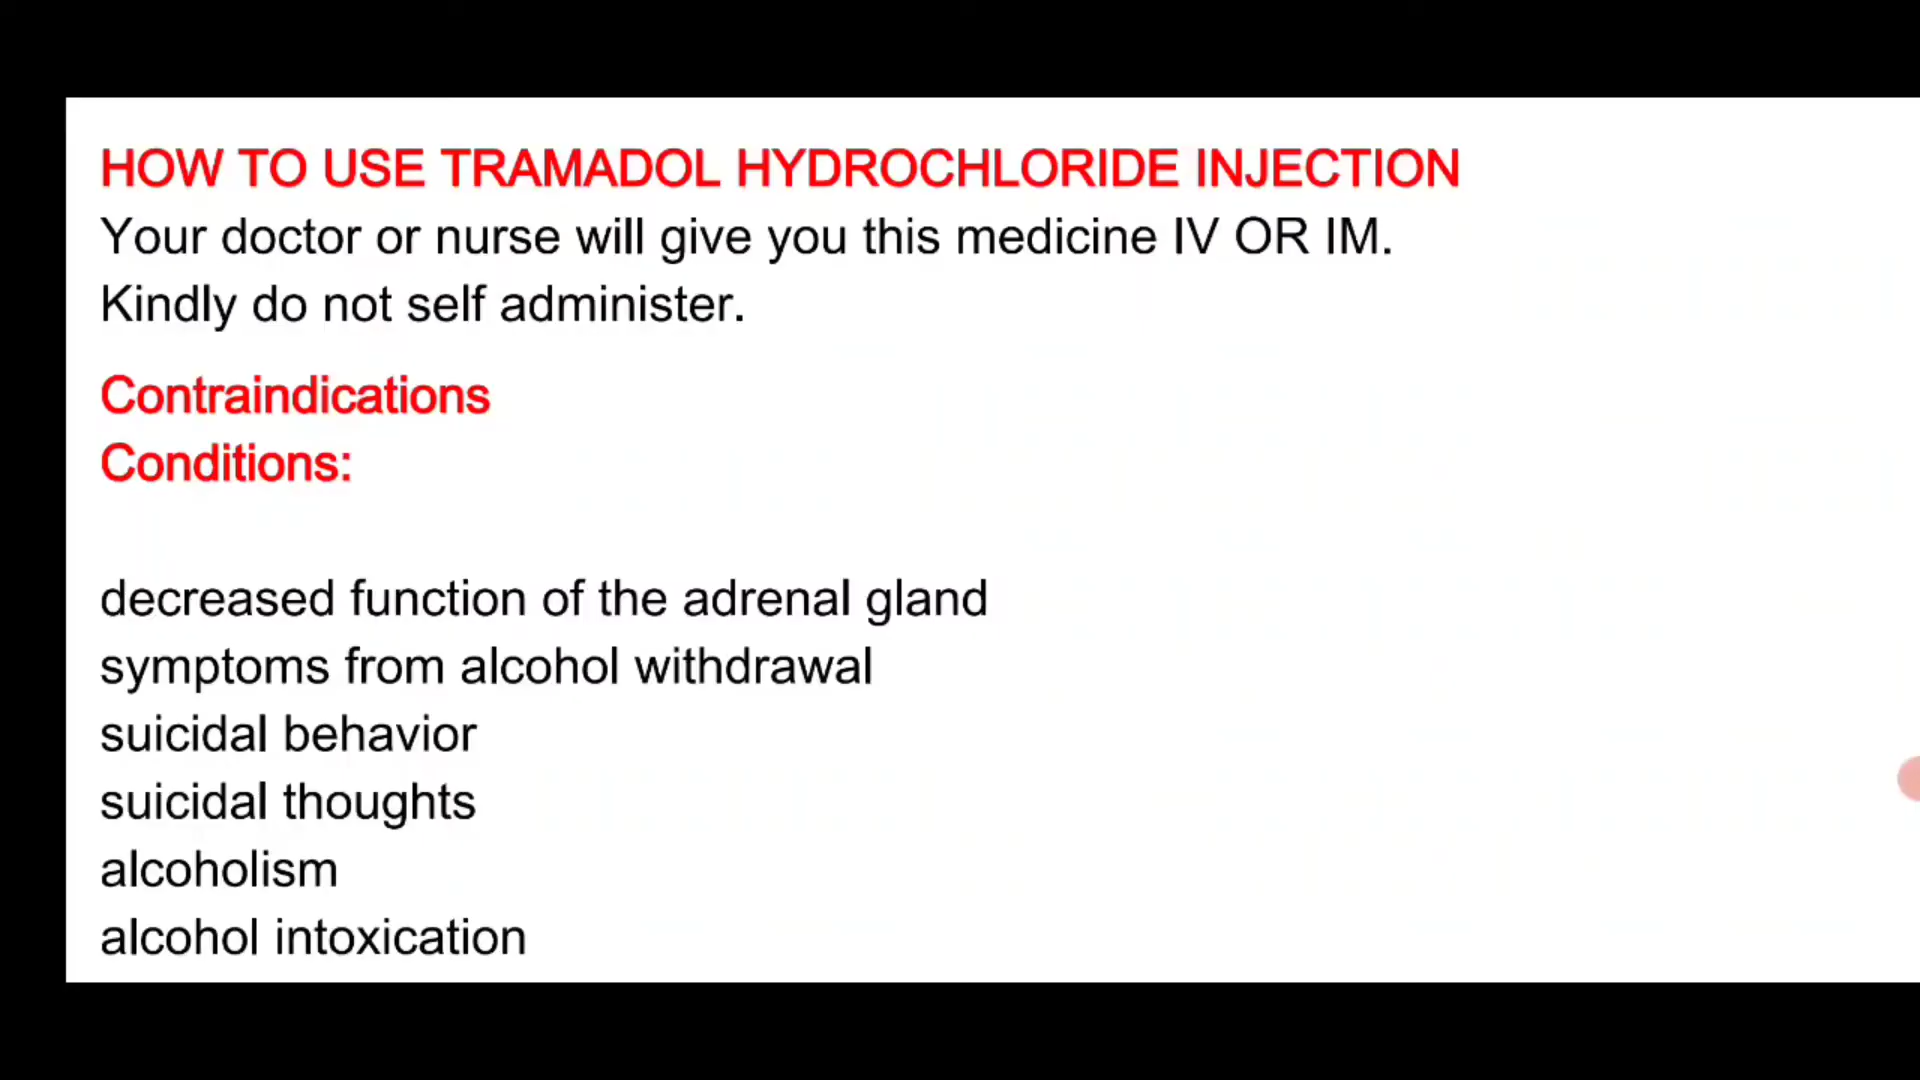 HOW TO USE TRAMADOL HYDROCHLORIDE INJECTION
Your doctor or nurse will give you this medicine IV OR IM.
Kindly do not self administer.
Contraindications
Conditions:
decreased function of the adrenal gland
symptoms from alcohol withdrawal
suicidal behavior
suicidal thoughts
alcoholism
alcohol intoxication